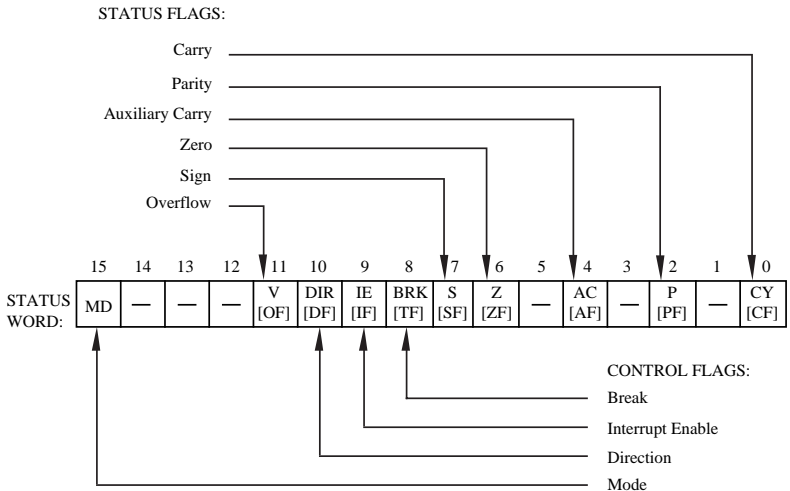 STATUS FLAGS:
Carry
Parity
Auxiliary Carry
Zero
Sign
Overflow
15 14 13 12 11 10 9 8 7 6 5 4 3 2 1 0
STATUS WORD:
MD — — — V [OF] DIR [DF] IE [IF] BRK [TF] S [SF] Z [ZF] — AC [AF] — P [PF] — CY [CF]
CONTROL FLAGS:
Break
Interrupt Enable
Direction
Mode